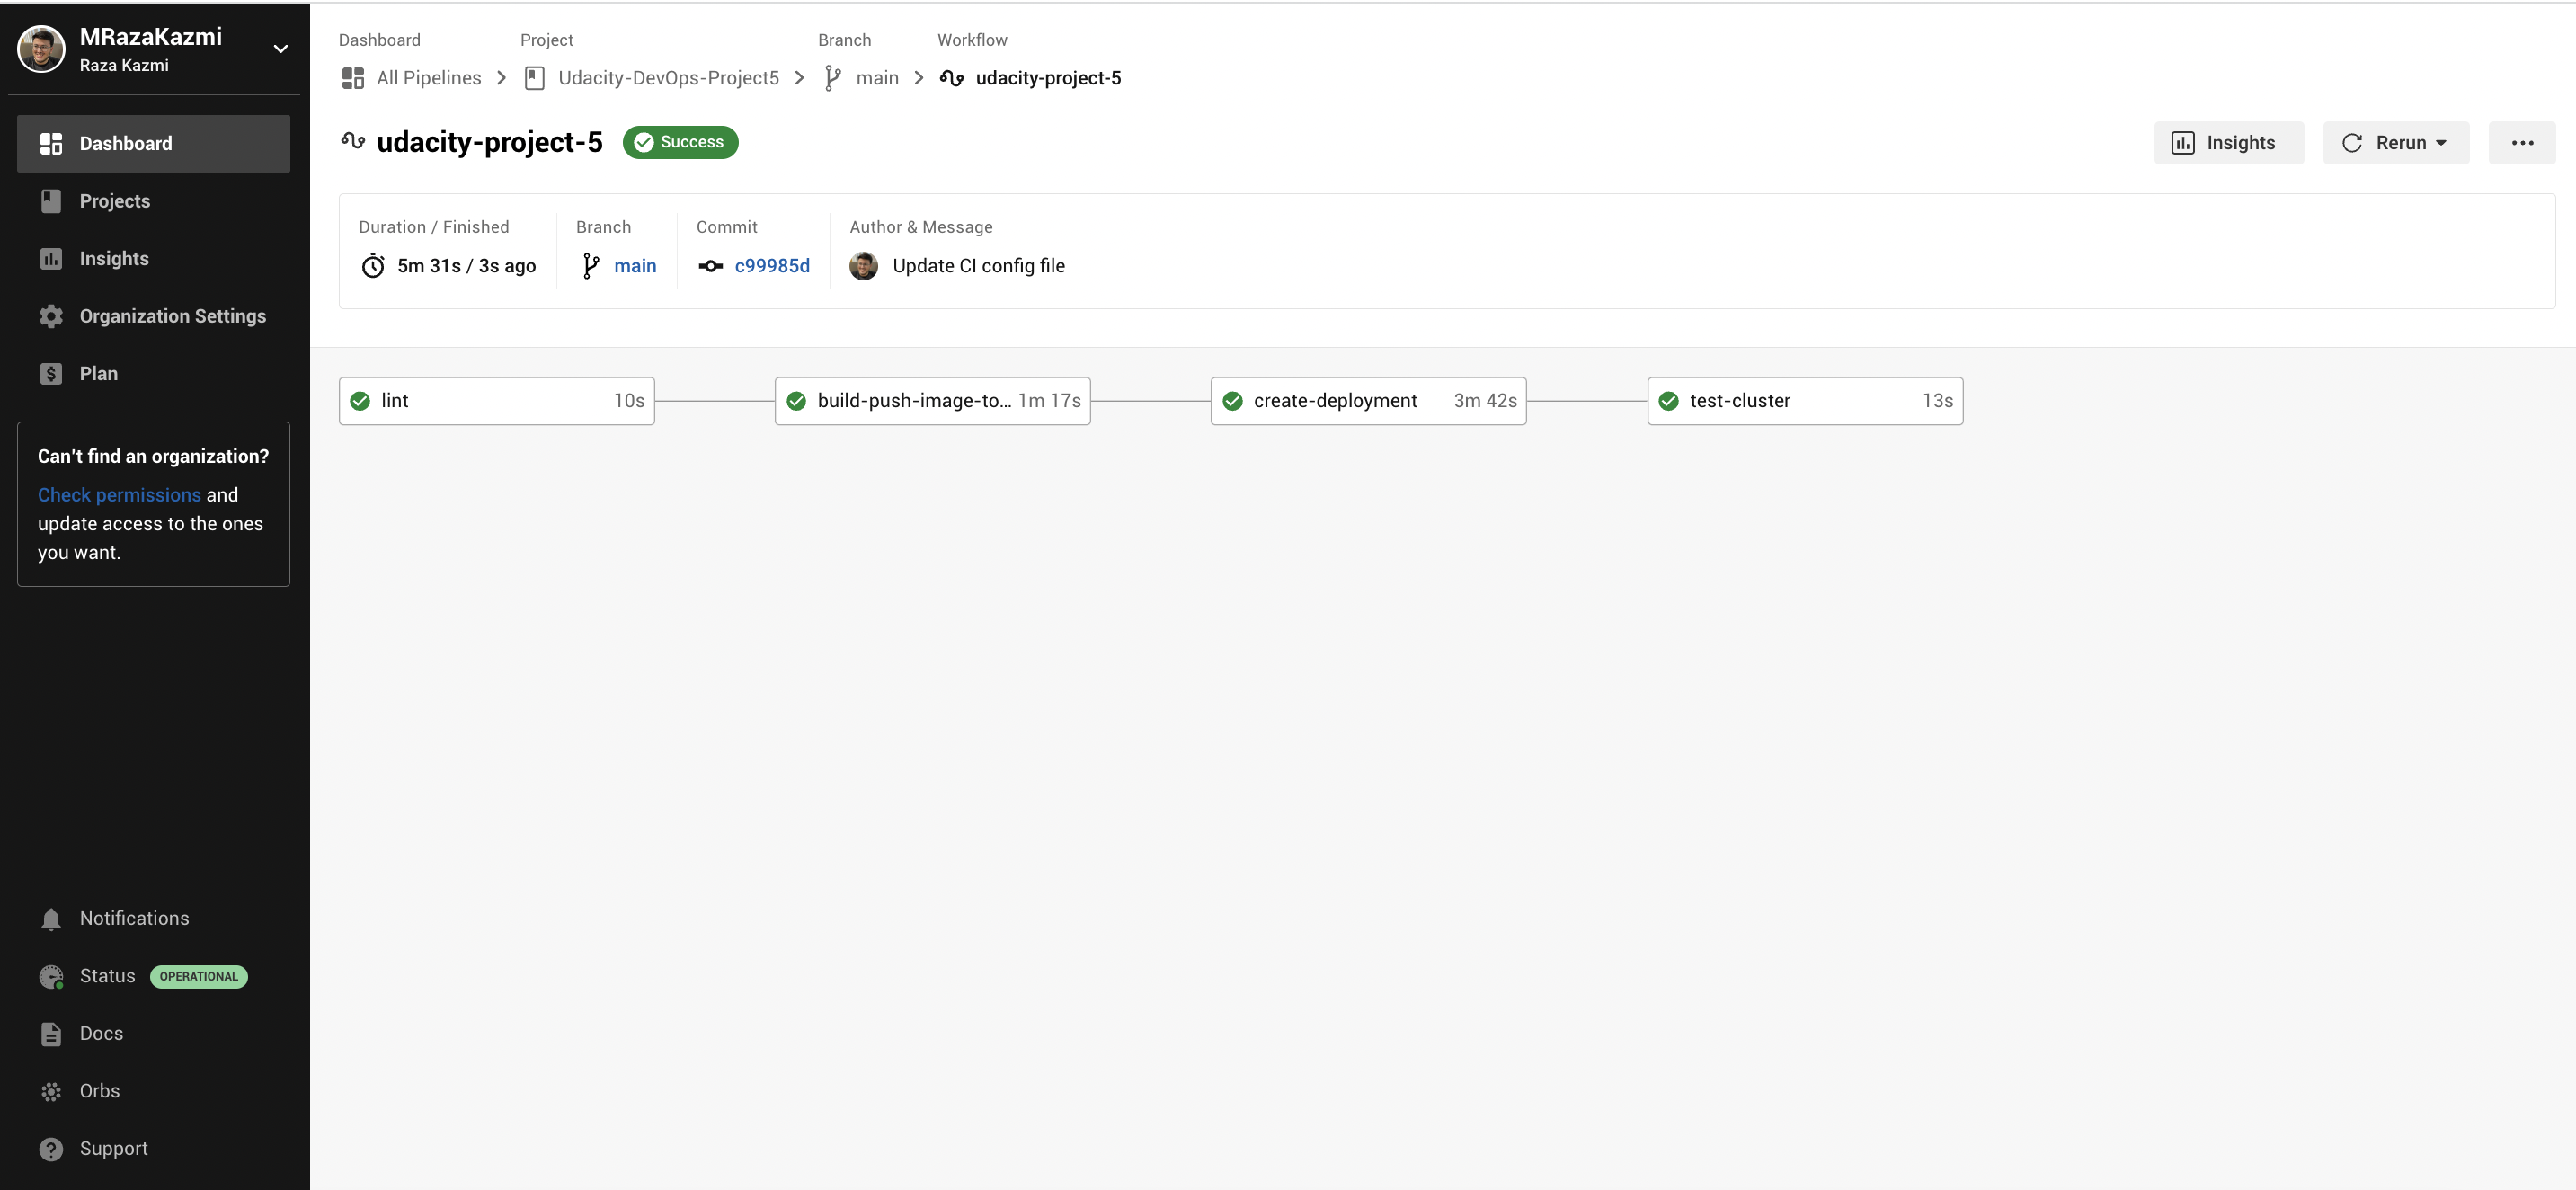 MRazaKazmi
Raza Kazmi
Dashboard
Projects
Insights
Organization Settings
Plan
Can't find an organization?
Check permissions and
update access to the ones
you want.
Notifications
Status OPERATIONAL
Docs
Orbs
Support
Dashboard Project Branch Workflow
All Pipelines Udacity-DevOps-Project5 main udacity-project-5
udacity-project-5 Success
Insights Rerun
Duration / Finished Branch Commit Author & Message
5m 31s / 3s ago main c99985d Update CI config file
lint 10s build-push-image-to... 1m 17s create-deployment 3m 42s test-cluster 13s